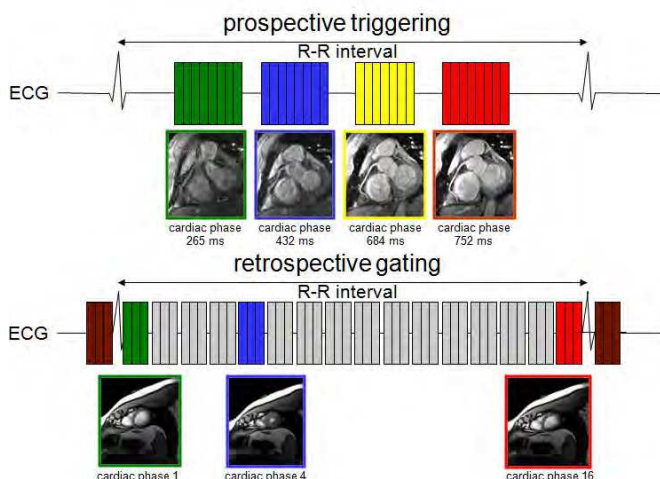 prospective triggering
R-R interval
ECG
cardiac phase
265 ms
cardiac phase
432 ms
cardiac phase
684 ms
cardiac phase
752 ms
retrospective gating
R-R interval
ECG
cardiac phase 1
cardiac phase 4
cardiac phase 16